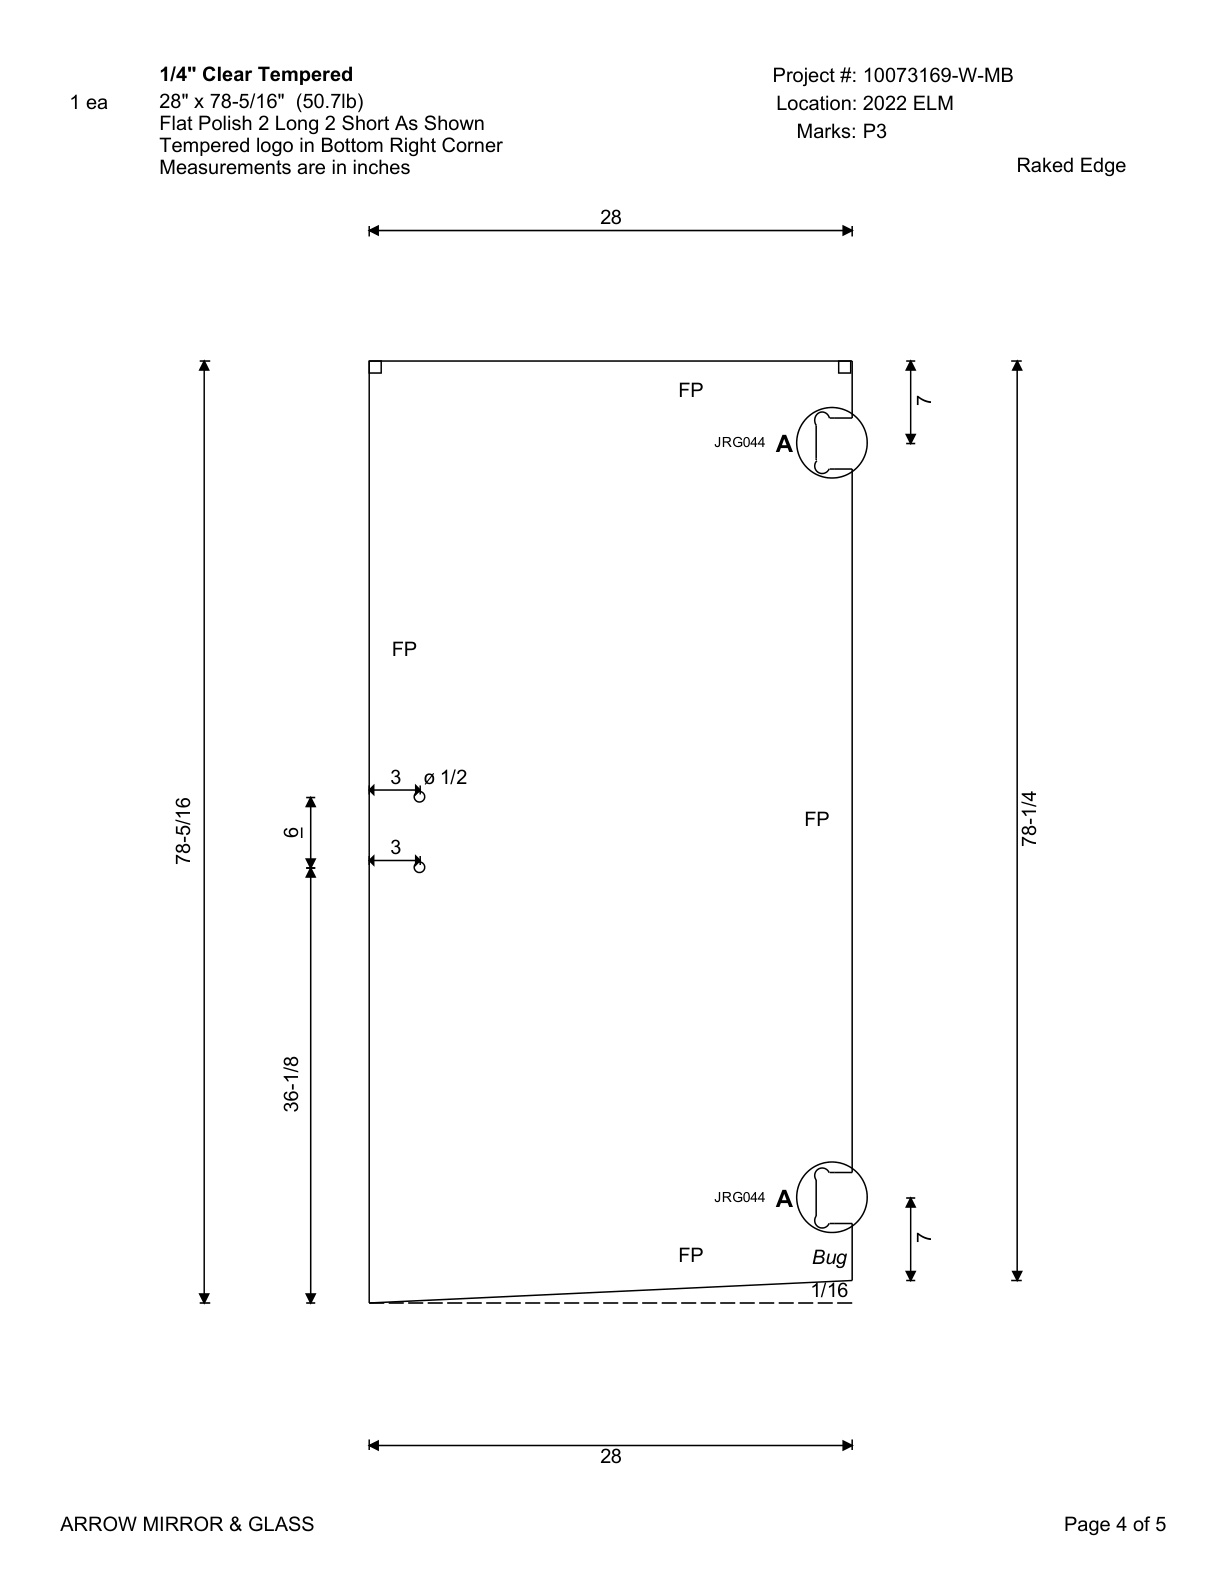 1/4" Clear Tempered
1 ea
28" x 78-5/16" (50.7lb)
Flat Polish 2 Long 2 Short As Shown
Tempered logo in Bottom Right Corner
Measurements are in inches
Project #: 10073169-W-MB
Location: 2022 ELM
Marks: P3
Raked Edge
28
FP
7
JRG044 A
FP
3 ø 1/2
6
3
78-5/16
FP
78-1/4
36-1/8
JRG044 A
7
FP
Bug
1/16
28
ARROW MIRROR & GLASS
Page 4 of 5